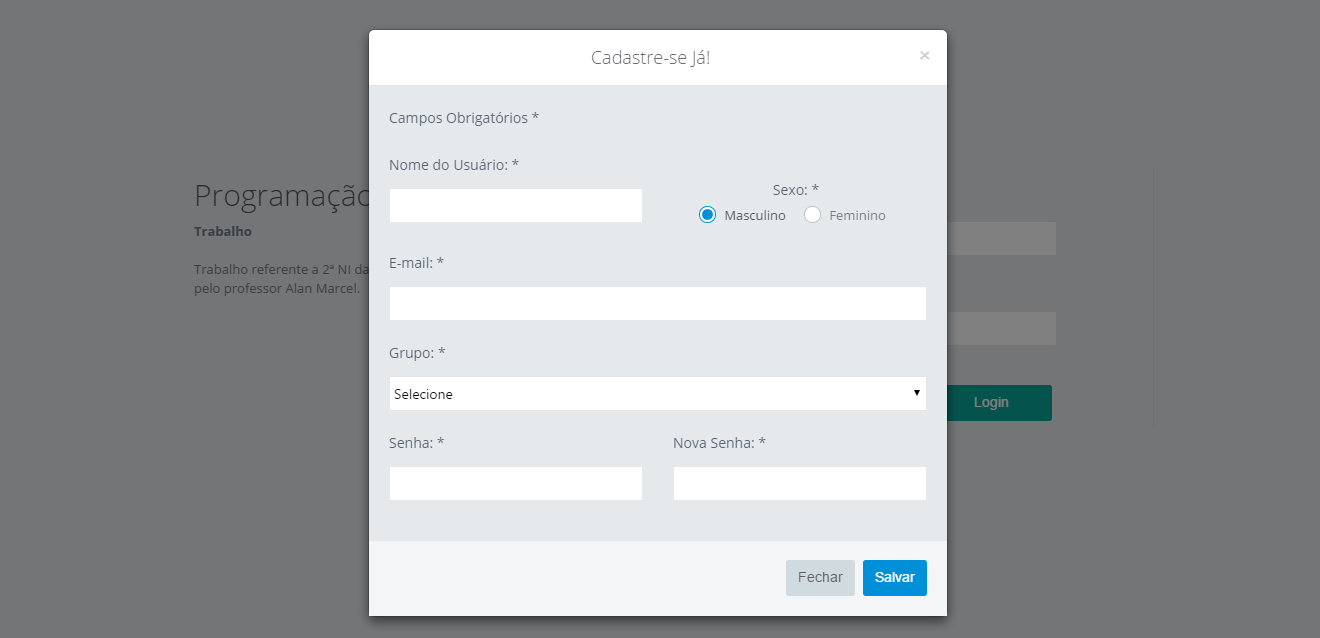 Cadastre-se Já!
×
Campos Obrigatórios *
Nome do Usuário: *
Sexo: *
Masculino Feminino
E-mail: *
Grupo: *
Selecione
Senha: * Nova Senha: *
Fechar Salvar
Programação
Trabalho
Trabalho referente a 2ª NI da
pelo professor Alan Marcel.
Login